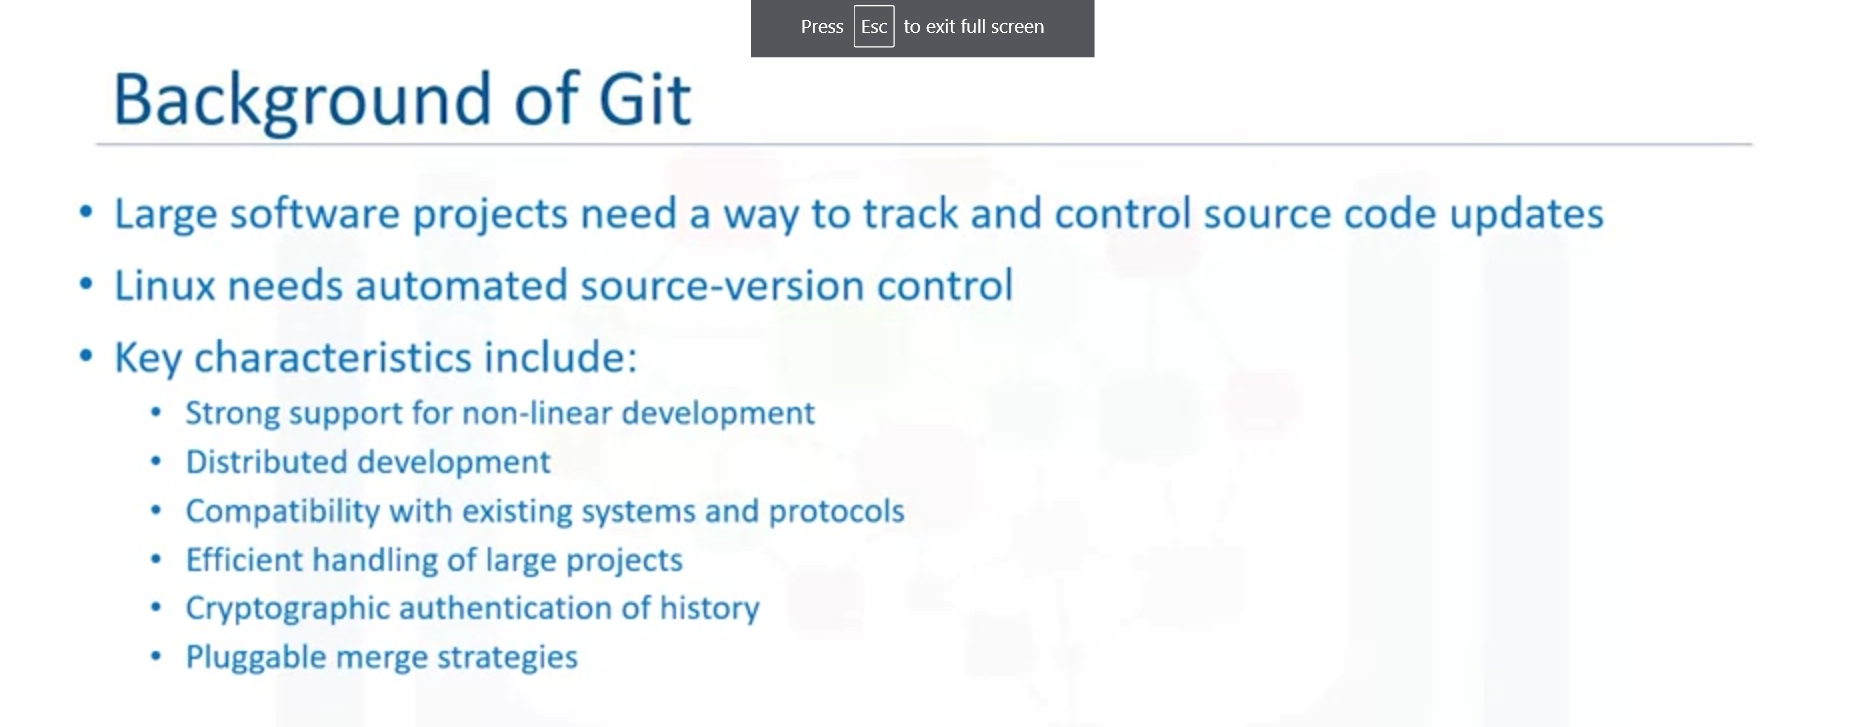 Press Esc to exit full screen
Background of Git
• Large software projects need a way to track and control source code updates
• Linux needs automated source-version control
• Key characteristics include:
• Strong support for non-linear development
• Distributed development
• Compatibility with existing systems and protocols
• Efficient handling of large projects
• Cryptographic authentication of history
• Pluggable merge strategies